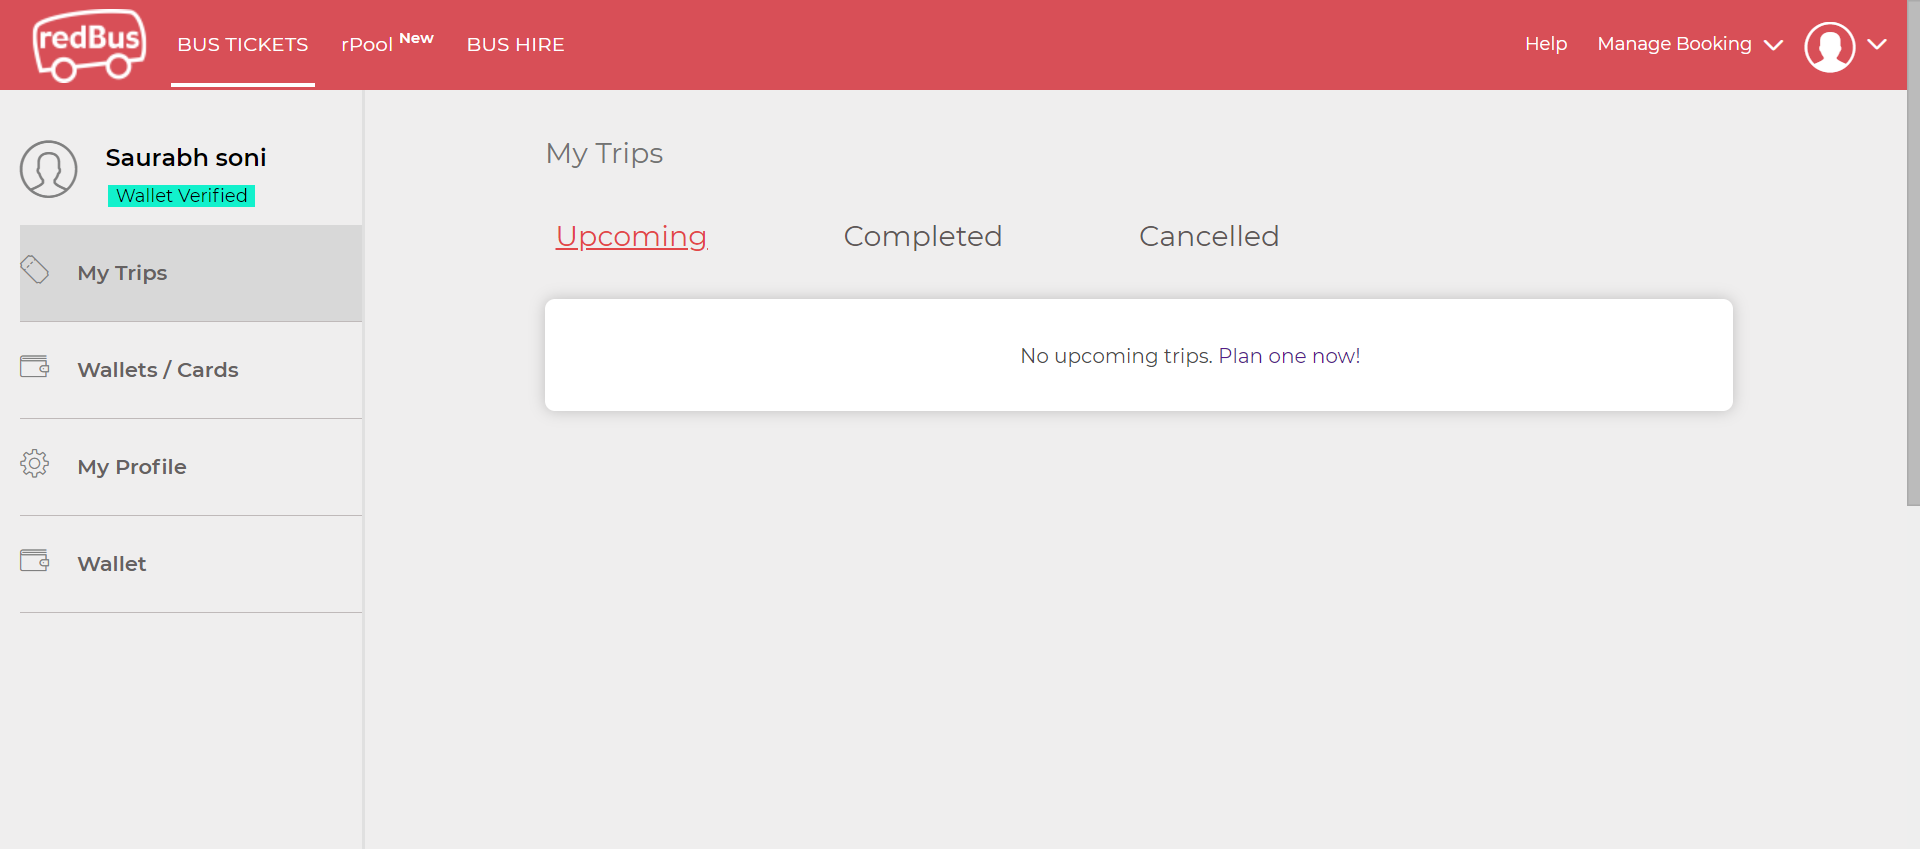 redBus
BUS TICKETS
rPool New
BUS HIRE
Help
Manage Booking
Saurabh soni
Wallet Verified
My Trips
Wallets / Cards
My Profile
Wallet
My Trips
Upcoming
Completed
Cancelled
No upcoming trips. Plan one now!